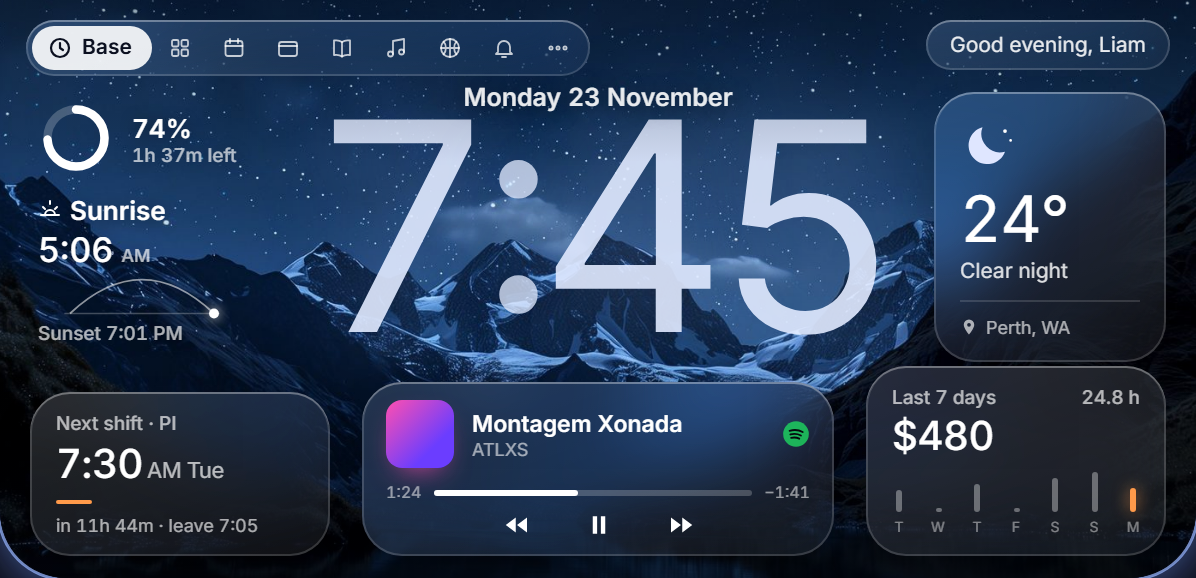 Base
Good evening, Liam
Monday 23 November
7:45
74%
1h 37m left
Sunrise
5:06 AM
Sunset 7:01 PM
24°
Clear night
Perth, WA
Next shift · PI
7:30 AM Tue
in 11h 44m · leave 7:05
Montagem Xonada
ATLXS
1:24
−1:41
Last 7 days
24.8 h
$480
T W T F S S M